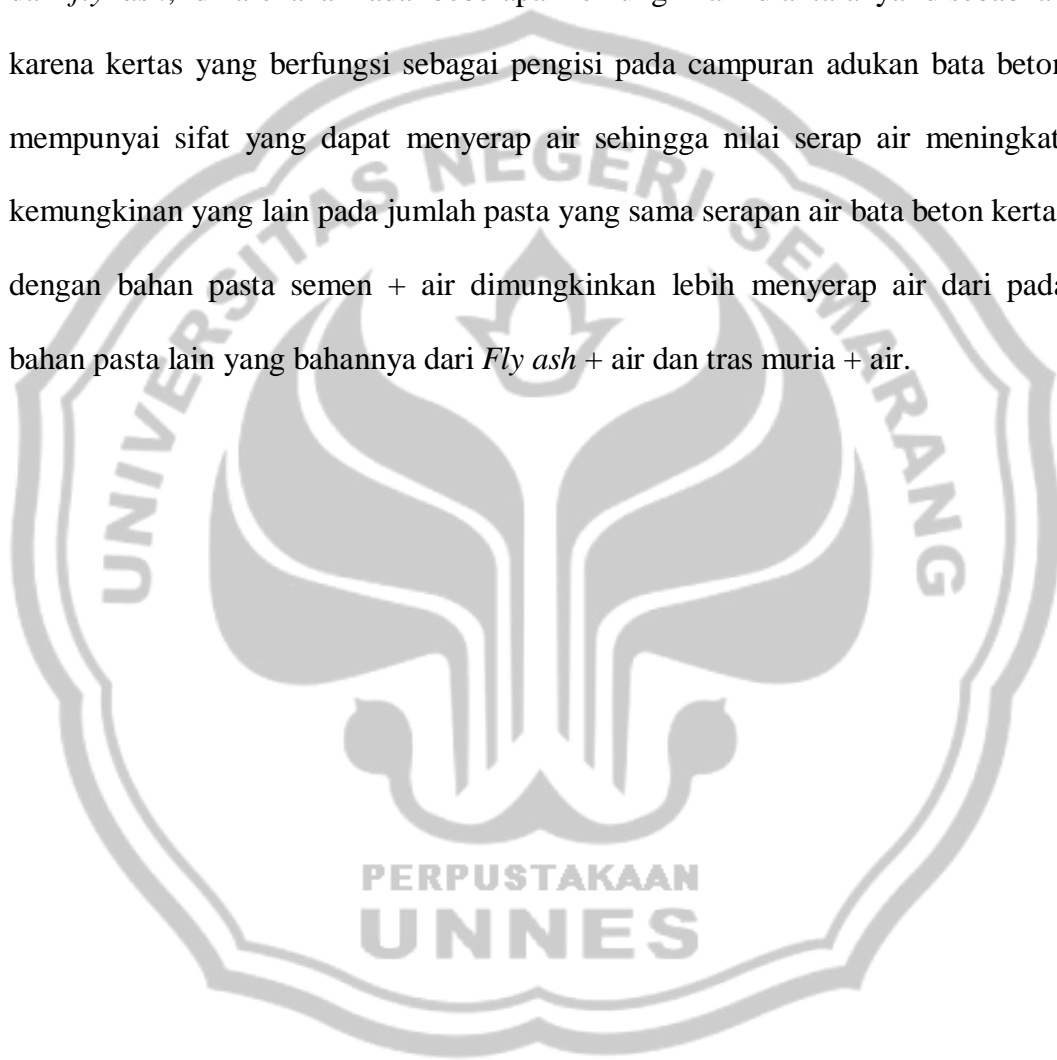 karena kertas yang berfungsi sebagai pengisi pada campuran adukan bata beton
mempunyai sifat yang dapat menyerap air sehingga nilai serap air meningkat
kemungkinan yang lain pada jumlah pasta yang sama serapan air bata beton kerta
dengan bahan pasta semen + air dimungkinkan lebih menyerap air dari pada
bahan pasta lain yang bahannya dari Fly ash + air dan tras muria + air.
UNIVERSITAS NEGERI SEMARANG
PERPUSTAKAAN
UNNES